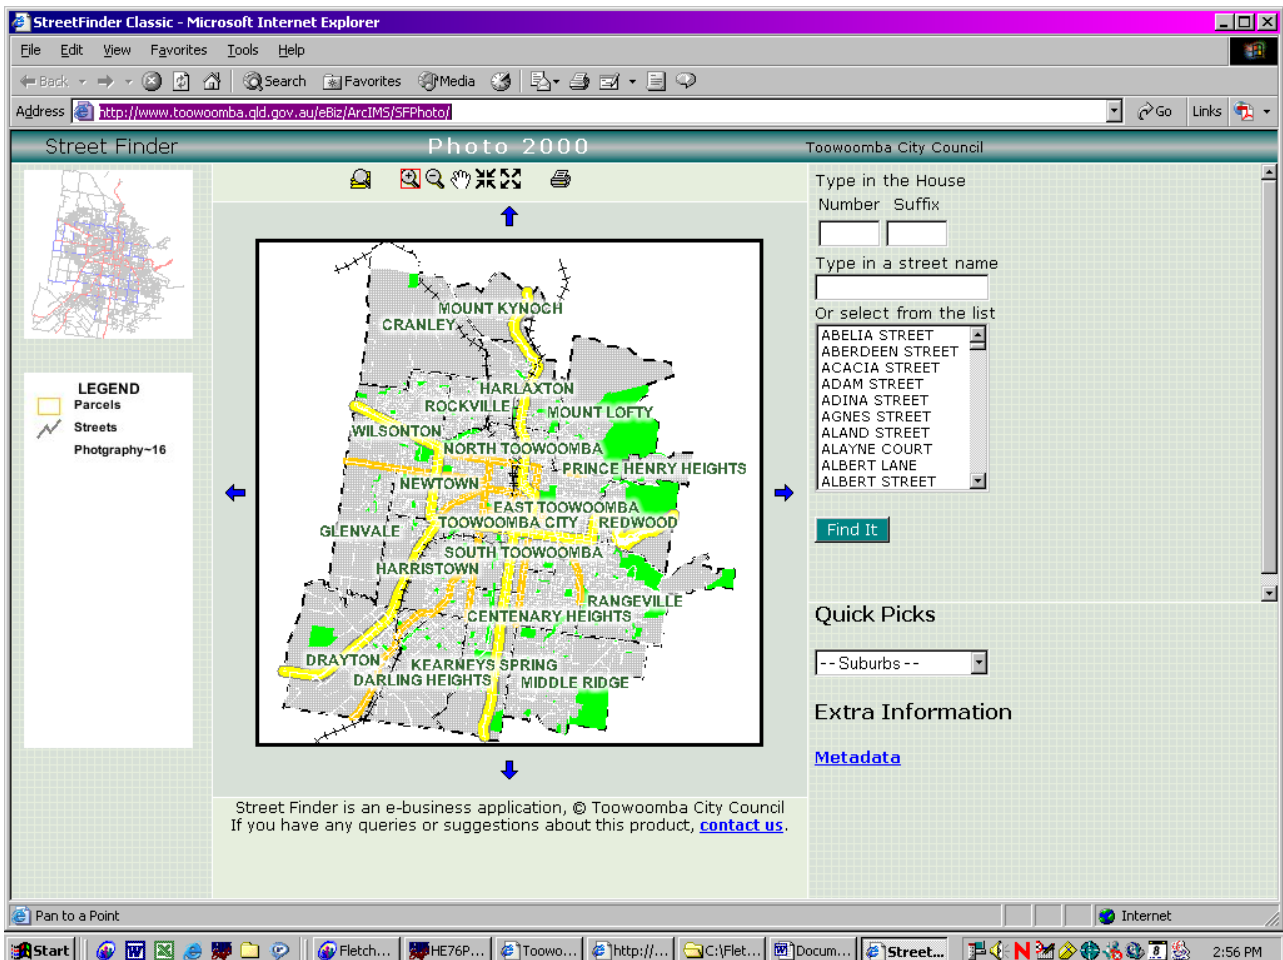 StreetFinder Classic - Microsoft Internet Explorer
File Edit View Favorites Tools Help
Back Search Favorites Media
Address http://www.toowoomba.qld.gov.au/eBiz/ArcIMS/SFPhoto/ Go Links
Street Finder Photo 2000 Toowoomba City Council
Type in the House
Number Suffix
Type in a street name
Or select from the list
ABELIA STREET
ABERDEEN STREET
ACACIA STREET
ADAM STREET
ADINA STREET
AGNES STREET
ALAND STREET
ALAYNE COURT
ALBERT LANE
ALBERT STREET
Find It
Quick Picks
--Suburbs--
Extra Information
Metadata
LEGEND
Parcels
Streets
Photgraphy~16
MOUNT KYNOCH
CRANLEY
HARLAXTON
ROCKVILLE
MOUNT LOFTY
WILSONTON
NORTH TOOWOOMBA
PRINCE HENRY HEIGHTS
NEWTOWN
EAST TOOWOOMBA
TOOWOOMBA CITY
REDWOOD
GLENVALE
SOUTH TOOWOOMBA
HARRISTOWN
RANGEVILLE
CENTENARY HEIGHTS
DRAYTON
KEARNEYS SPRING
DARLING HEIGHTS
MIDDLE RIDGE
Street Finder is an e-business application, © Toowoomba City Council
If you have any queries or suggestions about this product, contact us.
Pan to a Point Internet
Start Fletch... HE76P... Toowo... http://... C:\Flet... Docum... Street... 2:56 PM